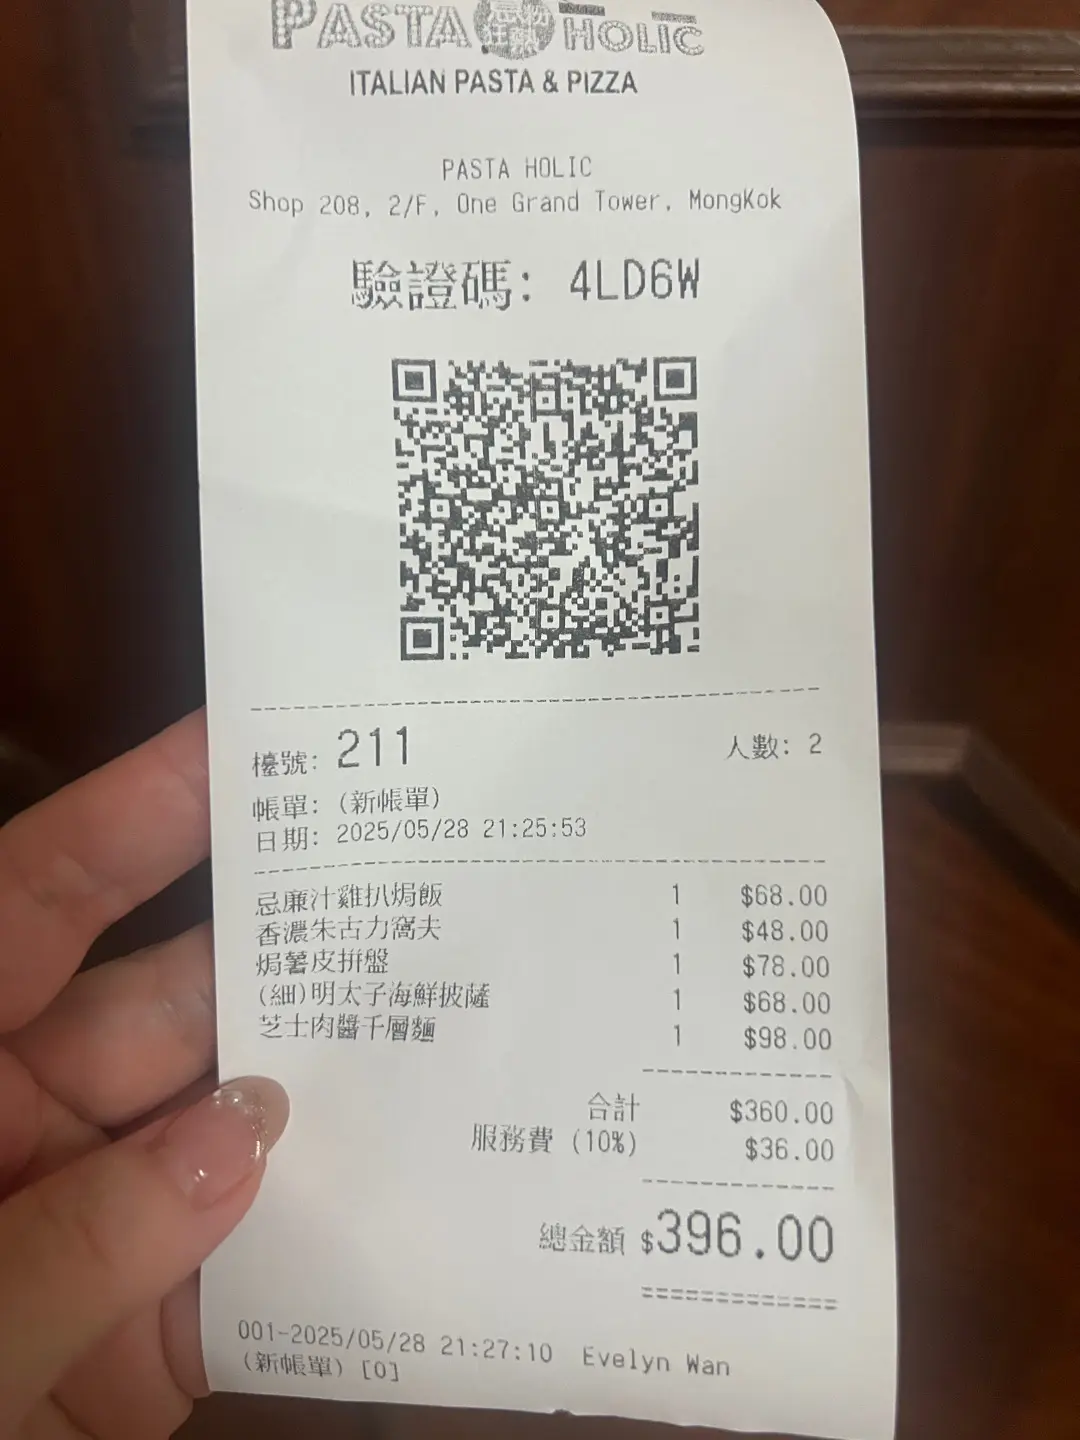 PASTA HOLIC
ITALIAN PASTA & PIZZA
PASTA HOLIC
Shop 208, 2/F, One Grand Tower, MongKok
驗證碼: 4LD6W
檯號: 211 人數: 2
帳單: (新帳單)
日期: 2025/05/28 21:25:53
忌廉汁雞扒焗飯 1 $68.00
香濃朱古力窩夫 1 $48.00
焗薯皮拼盤 1 $78.00
(細)明太子海鮮披薩 1 $68.00
芝士肉醬千層麵 1 $98.00
合計 $360.00
服務費 (10%) $36.00
總金額 $396.00
001-2025/05/28 21:27:10 Evelyn Wan
(新帳單) [0]